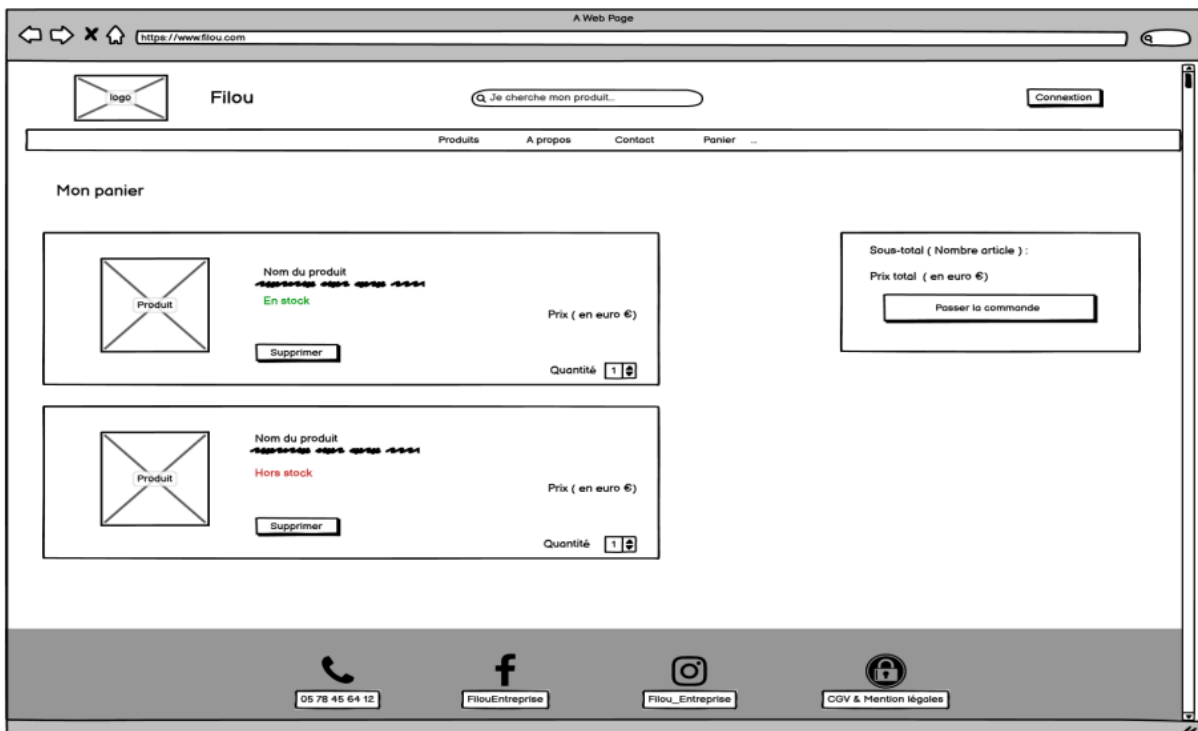 A Web Page
https://www.filou.com
logo
Filou
Je cherche mon produit...
Connextion
Produits A propos Contact Panier ...
Mon panier
Produit
Nom du produit
En stock
Prix ( en euro €)
Supprimer
Quantité 1
Sous-total ( Nombre article ) :
Prix total ( en euro €)
Passer la commande
Produit
Nom du produit
Hors stock
Prix ( en euro €)
Supprimer
Quantité 1
05 78 45 64 12
FilouEntreprise
Filou_Entreprise
CGV & Mention légales